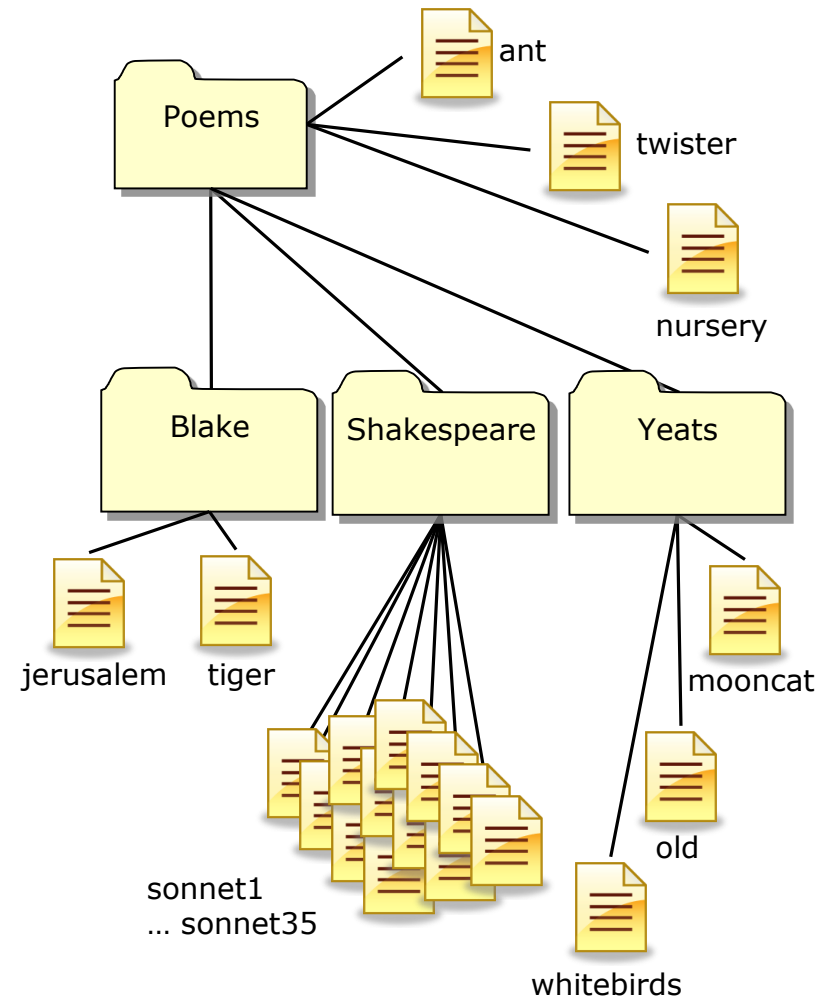 ant
Poems
twister
nursery
Blake
Shakespeare
Yeats
jerusalem
tiger
mooncat
old
sonnet1
... sonnet35
whitebirds